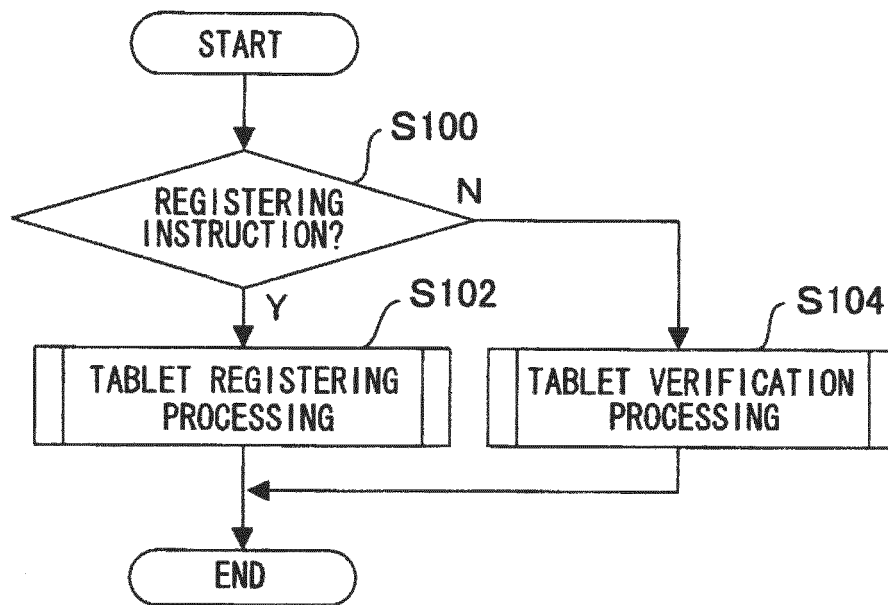 START
S100
REGISTERING
INSTRUCTION?
N
Y
S102
S104
TABLET REGISTERING
PROCESSING
TABLET VERIFICATION
PROCESSING
END